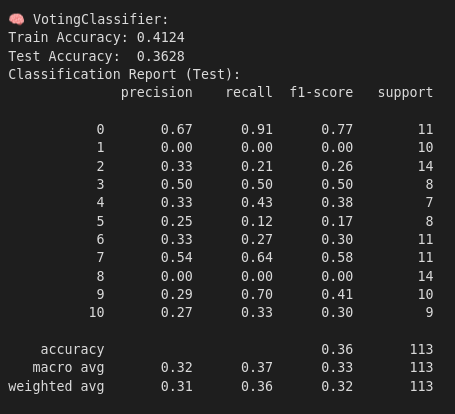 🧠 VotingClassifier:
Train Accuracy: 0.4124
Test Accuracy:  0.3628
Classification Report (Test):
              precision    recall  f1-score   support

           0       0.67      0.91      0.77        11
           1       0.00      0.00      0.00        10
           2       0.33      0.21      0.26        14
           3       0.50      0.50      0.50         8
           4       0.33      0.43      0.38         7
           5       0.25      0.12      0.17         8
           6       0.33      0.27      0.30        11
           7       0.54      0.64      0.58        11
           8       0.00      0.00      0.00        14
           9       0.29      0.70      0.41        10
          10       0.27      0.33      0.30         9

    accuracy                           0.36       113
   macro avg       0.32      0.37      0.33       113
weighted avg       0.31      0.36      0.32       113